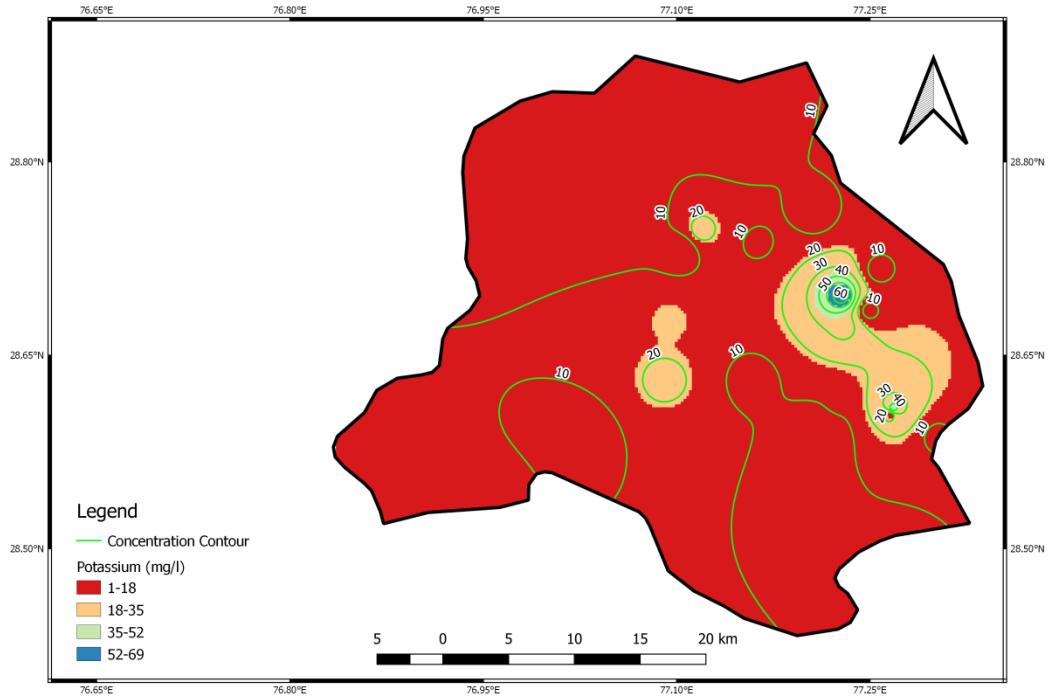 76.65°E 76.80°E 76.95°E 77.10°E 77.25°E
10
28.80°N 28.80°N
10 20 10
20 10
30 40
50 60 10
28.65°N 20 10 28.65°N
10 30 40
20 10
Legend
Concentration Contour
Potassium (mg/l)
1-18
18-35
35-52
52-69
28.50°N 28.50°N
5 0 5 10 15 20 km
76.65°E 76.80°E 76.95°E 77.10°E 77.25°E